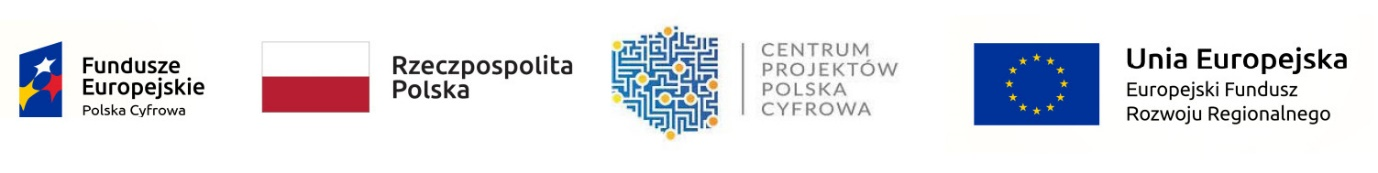 Fundusze
Europejskie
Polska Cyfrowa
Rzeczpospolita
Polska
CENTRUM
PROJEKTÓW
POLSKA
CYFROWA
Unia Europejska
Europejski Fundusz
Rozwoju Regionalnego